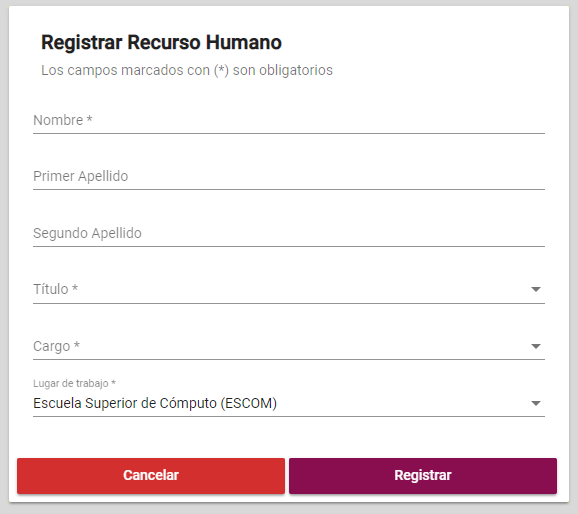 Registrar Recurso Humano
Los campos marcados con (*) son obligatorios
Nombre *
Primer Apellido
Segundo Apellido
Título *
Cargo *
Lugar de trabajo *
Escuela Superior de Cómputo (ESCOM)
Cancelar
Registrar